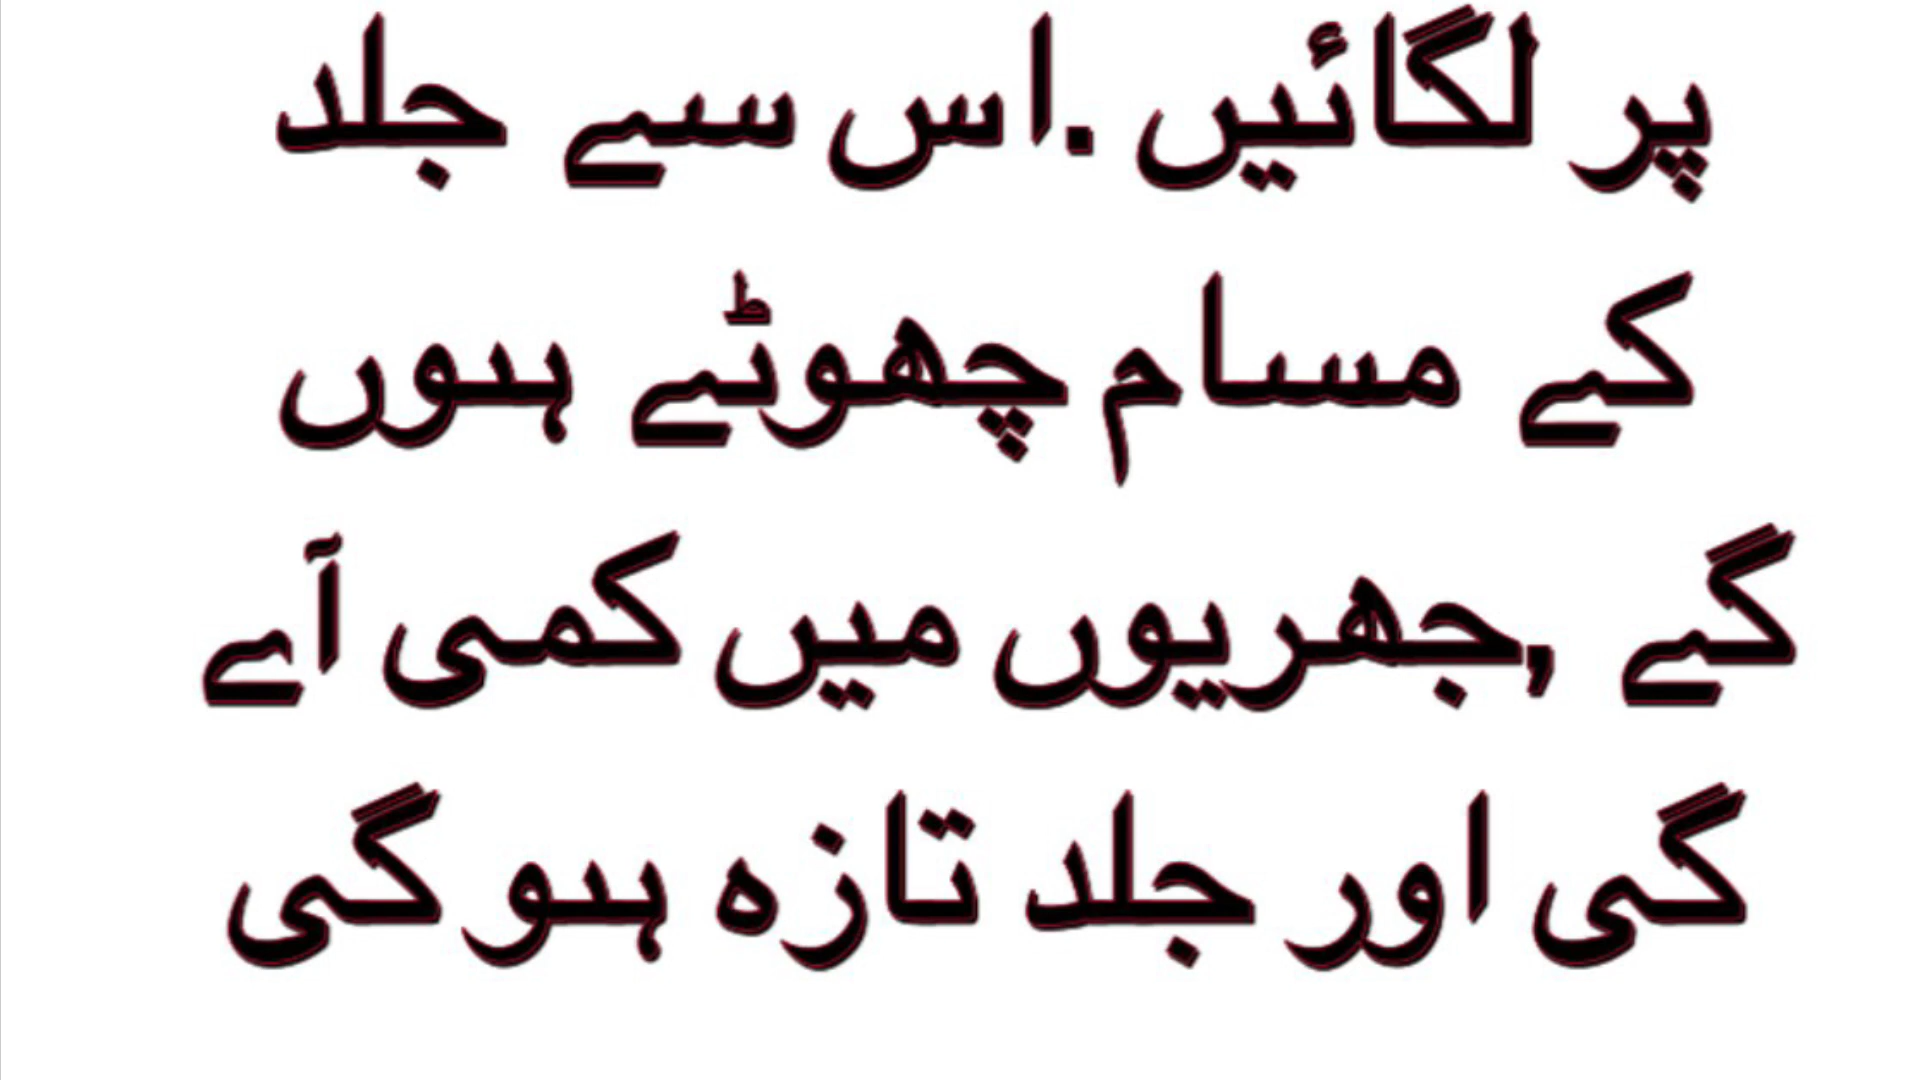 پر لگائیں .اس سے جلد
کے مسام چھوٹے ہوں
گے ,جھریوں میں کمی آے
گی اور جلد تازہ ہو گی